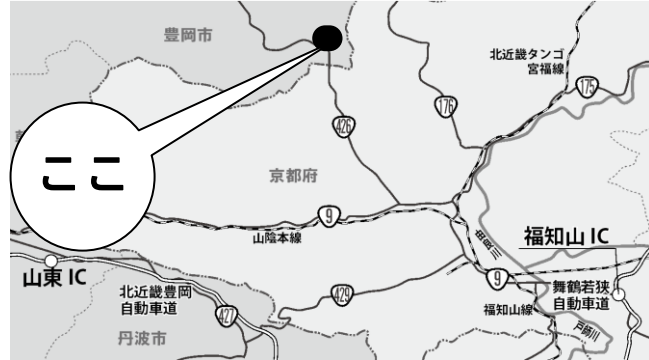 豊岡市
北近畿タンゴ
宮福線
175
176
426
ここ
京都府
9
山陰本線
由良川
福知山 IC
山東 IC
北近畿豊岡
自動車道
429
9
舞鶴若狭
自動車道
427
福知山線
丹波市